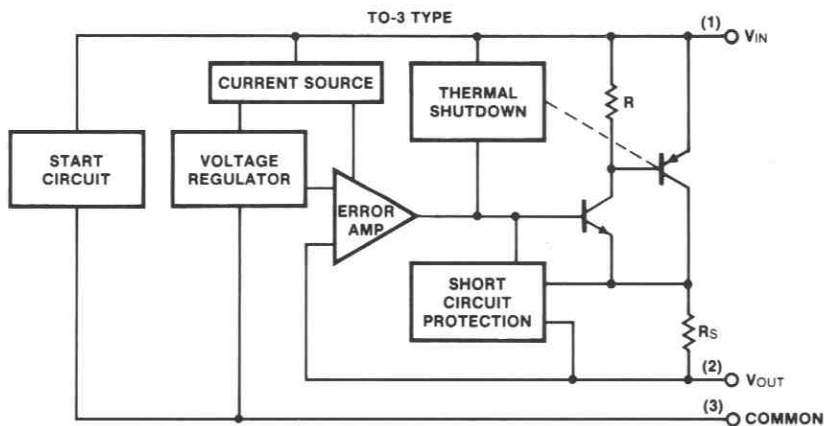 TO-3 TYPE
(1)
VIN
CURRENT SOURCE
THERMAL
SHUTDOWN
R
START
CIRCUIT
VOLTAGE
REGULATOR
ERROR
AMP
SHORT
CIRCUIT
PROTECTION
RS
(2)
VOUT
(3)
COMMON